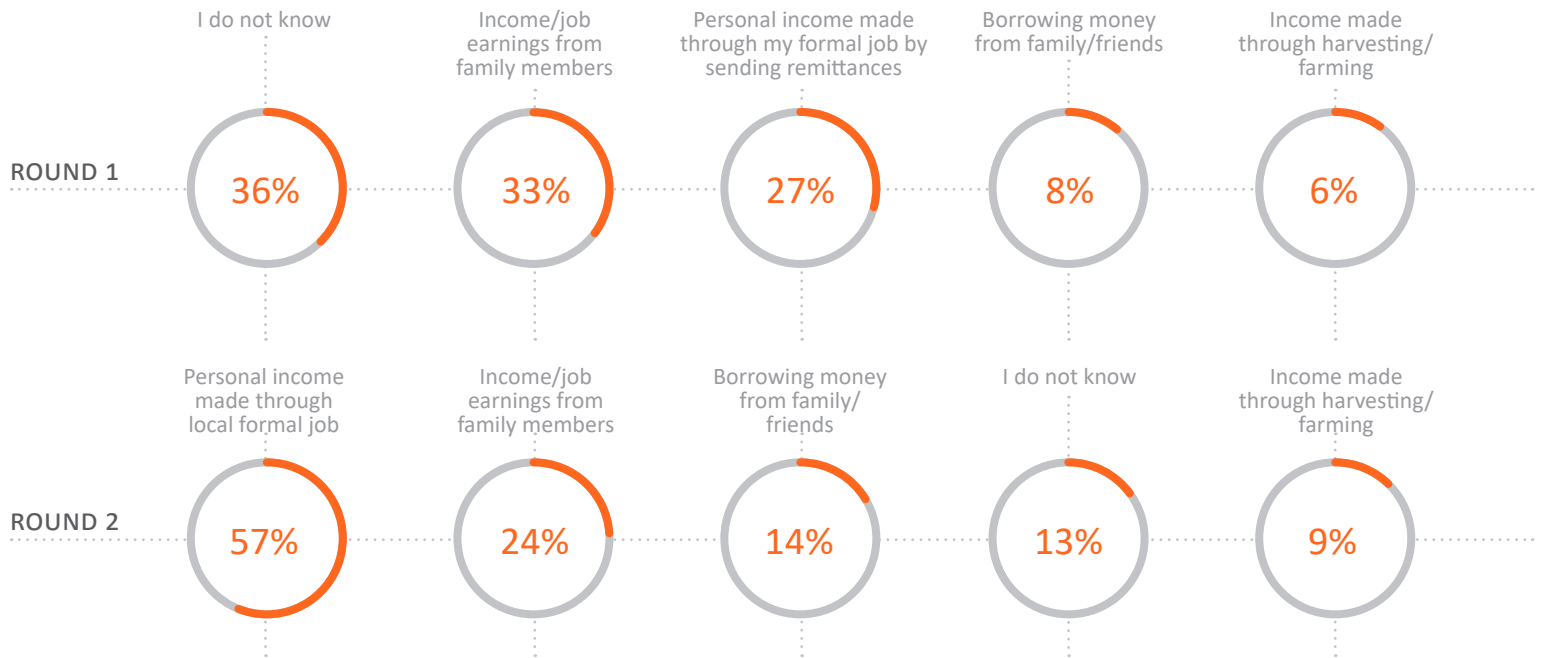 I do not know
Income/job
earnings from
family members
Personal income made
through my formal job by
sending remittances
Borrowing money
from family/friends
Income made
through harvesting/
farming
ROUND 1
36%
33%
27%
8%
6%
Personal income
made through
local formal job
Income/job
earnings from
family members
Borrowing money
from family/
friends
I do not know
Income made
through harvesting/
farming
ROUND 2
57%
24%
14%
13%
9%